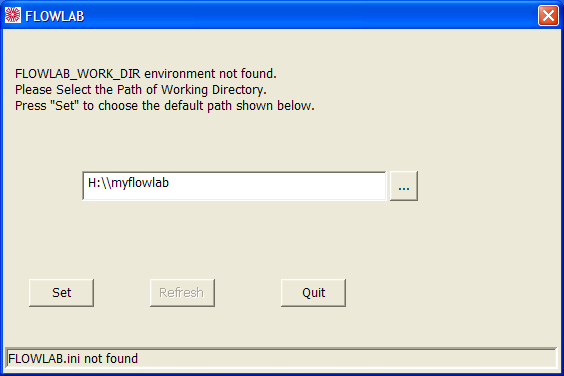 FLOWLAB
FLOWLAB_WORK_DIR environment not found.
Please Select the Path of Working Directory.
Press "Set" to choose the default path shown below.
H:\\myflowlab
...
Set
Refresh
Quit
FLOWLAB.ini not found